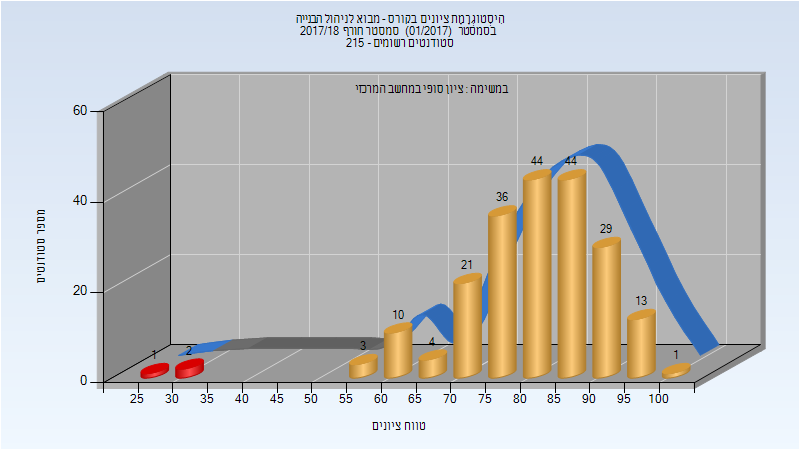 היסטוגרמת ציונים בקורס - מבוא לניהול הבנייה
בסמסטר (01/2017) סמסטר חורף 2017/18
סטודנטים רשומים - 215
במשימה : ציון סופי במחשב המרכזי
60
40
20
0
מספר סטודנטים
1
2
3
10
4
21
36
44
44
29
13
1
25 30 35 40 45 50 55 60 65 70 75 80 85 90 95 100
טווח ציונים